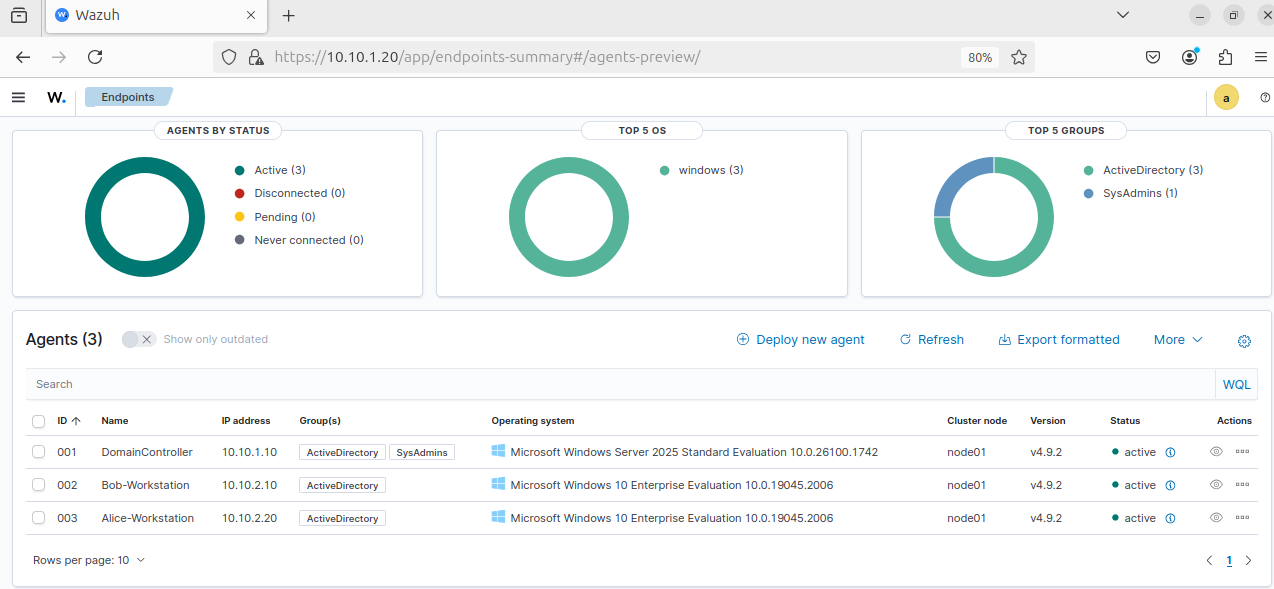 Wazuh
https://10.10.1.20/app/endpoints-summary#/agents-preview/ 80%
W. Endpoints a
AGENTS BY STATUS
Active (3)
Disconnected (0)
Pending (0)
Never connected (0)
TOP 5 OS
windows (3)
TOP 5 GROUPS
ActiveDirectory (3)
SysAdmins (1)
Agents (3) Show only outdated Deploy new agent Refresh Export formatted More
Search WQL
ID Name IP address Group(s) Operating system Cluster node Version Status Actions
001 DomainController 10.10.1.10 ActiveDirectory SysAdmins Microsoft Windows Server 2025 Standard Evaluation 10.0.26100.1742 node01 v4.9.2 active
002 Bob-Workstation 10.10.2.10 ActiveDirectory Microsoft Windows 10 Enterprise Evaluation 10.0.19045.2006 node01 v4.9.2 active
003 Alice-Workstation 10.10.2.20 ActiveDirectory Microsoft Windows 10 Enterprise Evaluation 10.0.19045.2006 node01 v4.9.2 active
Rows per page: 10 1